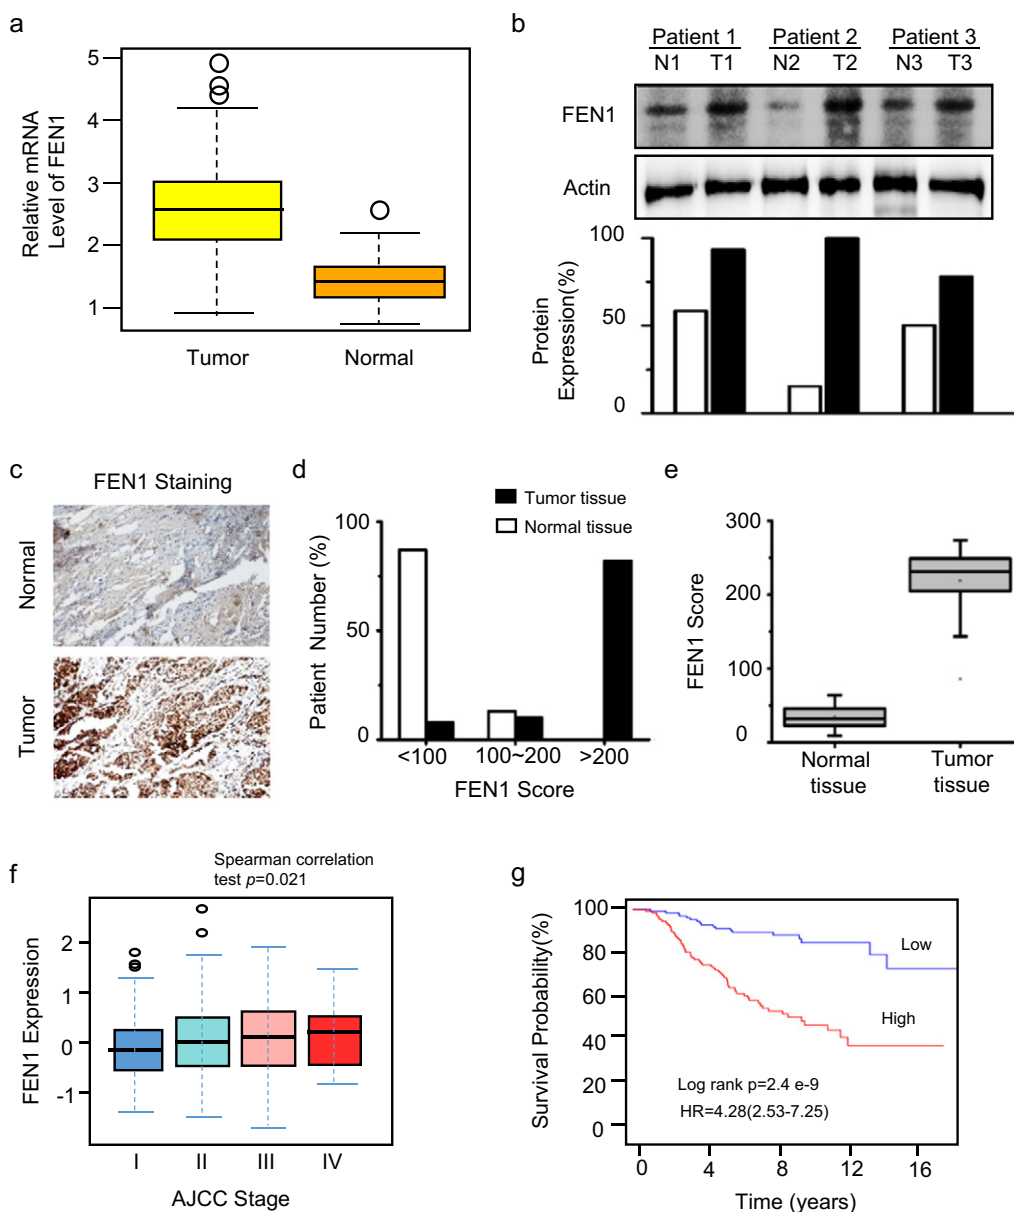 a
5
4
3
2
1
Relative mRNA
Level of FEN1
Tumor
Normal
b
Patient 1
Patient 2
Patient 3
N1
T1
N2
T2
N3
T3
FEN1
Actin
100
50
0
Protein
Expression(%)
c
FEN1 Staining
Normal
Tumor
d
Tumor tissue
Normal tissue
100
50
0
Patient Number (%)
<100
100~200
>200
FEN1 Score
e
300
200
100
0
FEN1 Score
Normal
tissue
Tumor
tissue
f
Spearman correlation
test p=0.021
2
1
0
-1
FEN1 Expression
I
II
III
IV
AJCC Stage
g
100
80
60
40
20
0
Survival Probability(%)
Low
High
Log rank p=2.4 e-9
HR=4.28(2.53-7.25)
0
4
8
12
16
Time (years)